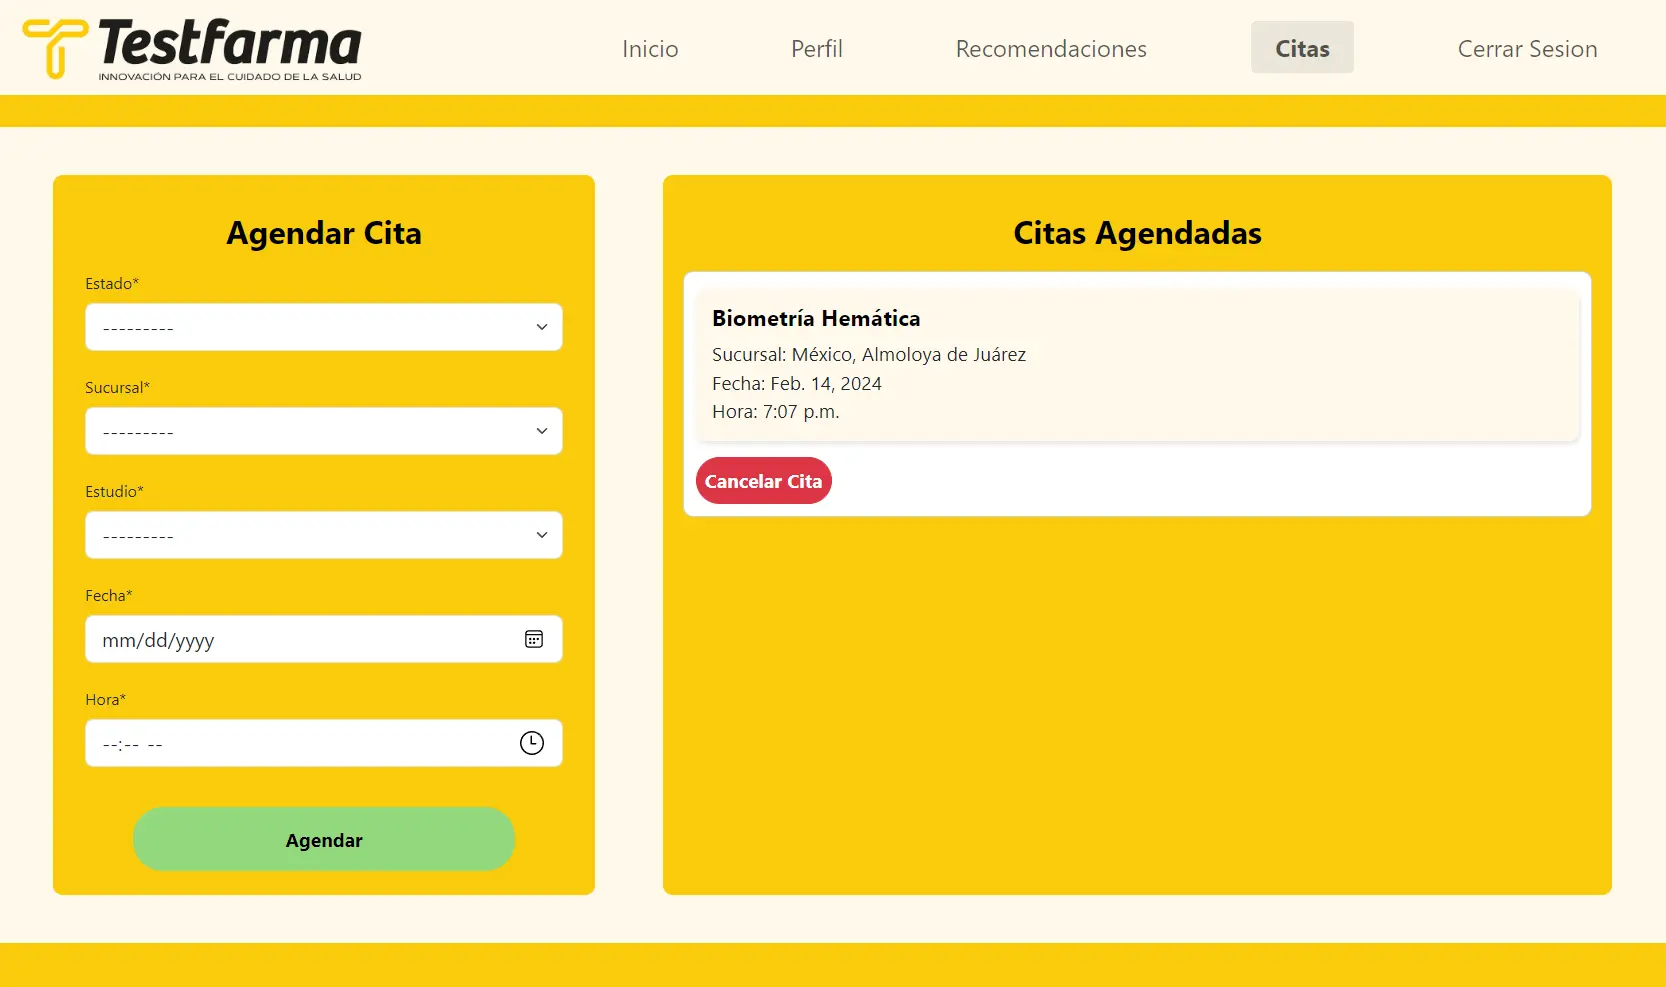 Testfarma
INNOVACIÓN PARA EL CUIDADO DE LA SALUD
Inicio
Perfil
Recomendaciones
Citas
Cerrar Sesion
Agendar Cita
Estado*
---------
Sucursal*
---------
Estudio*
---------
Fecha*
mm/dd/yyyy
Hora*
--:-- --
Agendar
Citas Agendadas
Biometría Hemática
Sucursal: México, Almoloya de Juárez
Fecha: Feb. 14, 2024
Hora: 7:07 p.m.
Cancelar Cita